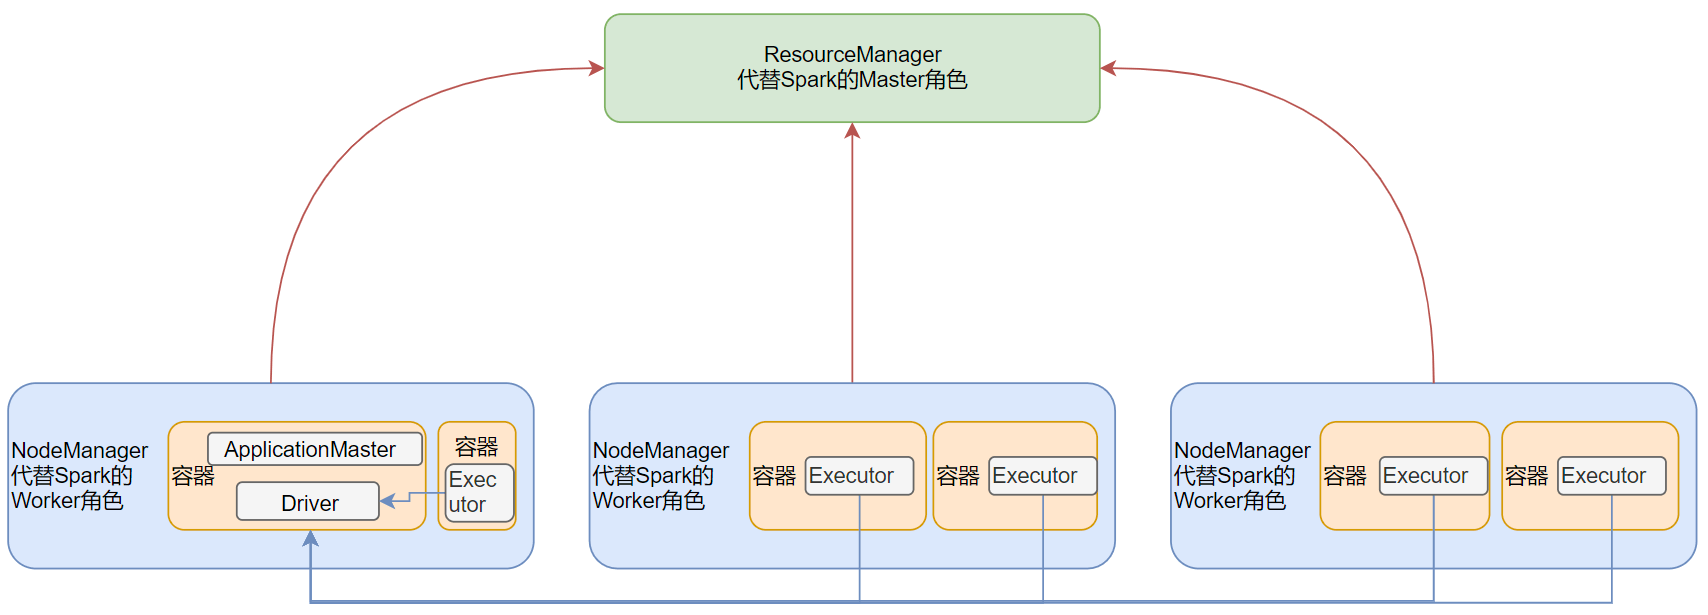 ResourceManager
代替Spark的Master角色
NodeManager
代替Spark的
Worker角色
容器
ApplicationMaster
Driver
容器
Exec
utor
NodeManager
代替Spark的
Worker角色
容器
Executor
容器
Executor
NodeManager
代替Spark的
Worker角色
容器
Executor
容器
Executor